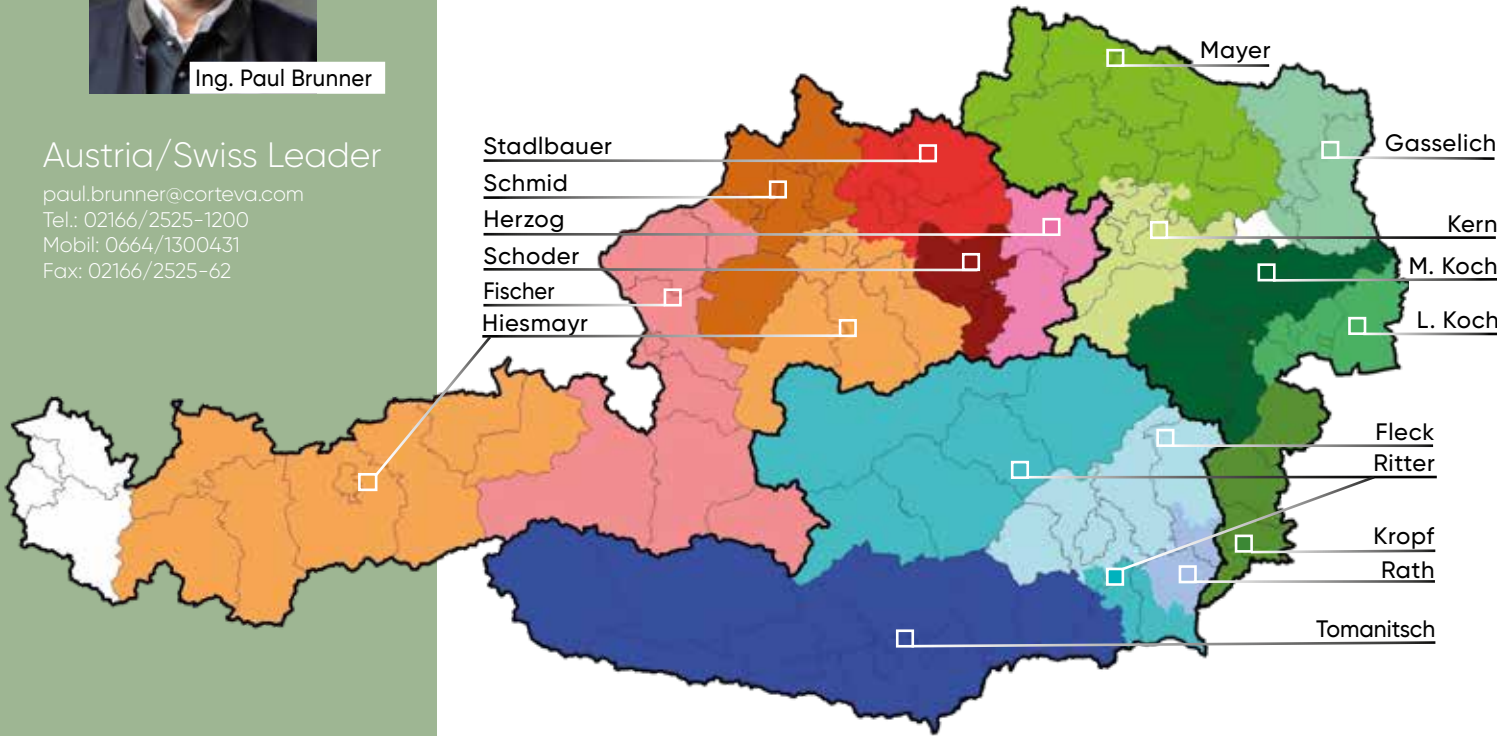 Ing. Paul Brunner
Austria/Swiss Leader
paul.brunner@corteva.com
Tel.: 02166/2525-1200
Mobil: 0664/1300431
Fax: 02166/2525-62
Stadlbauer
Schmid
Herzog
Schoder
Fischer
Hiesmayr
Mayer
Gasselich
Kern
M. Koch
L. Koch
Fleck
Ritter
Kropf
Rath
Tomanitsch